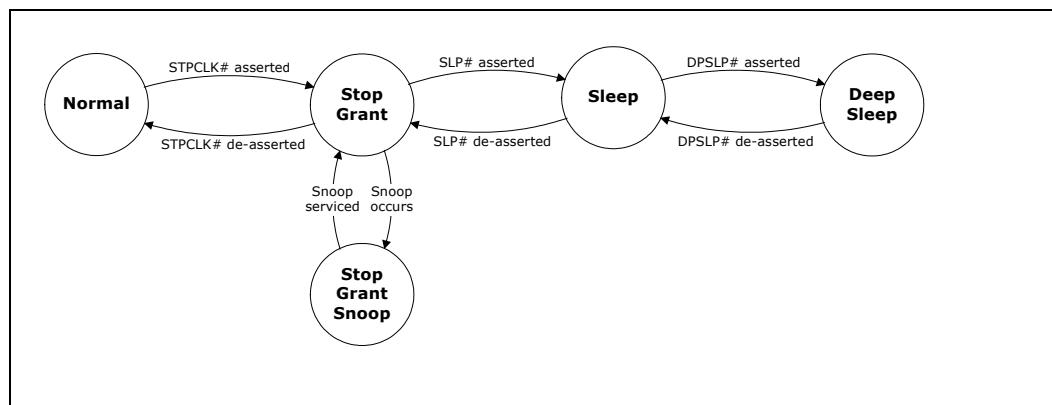 STPCLK# asserted
SLP# asserted
DPSLP# asserted
Normal
Stop
Grant
Sleep
Deep
Sleep
STPCLK# de-asserted
SLP# de-asserted
DPSLP# de-asserted
Snoop
serviced
Snoop
occurs
Stop
Grant
Snoop